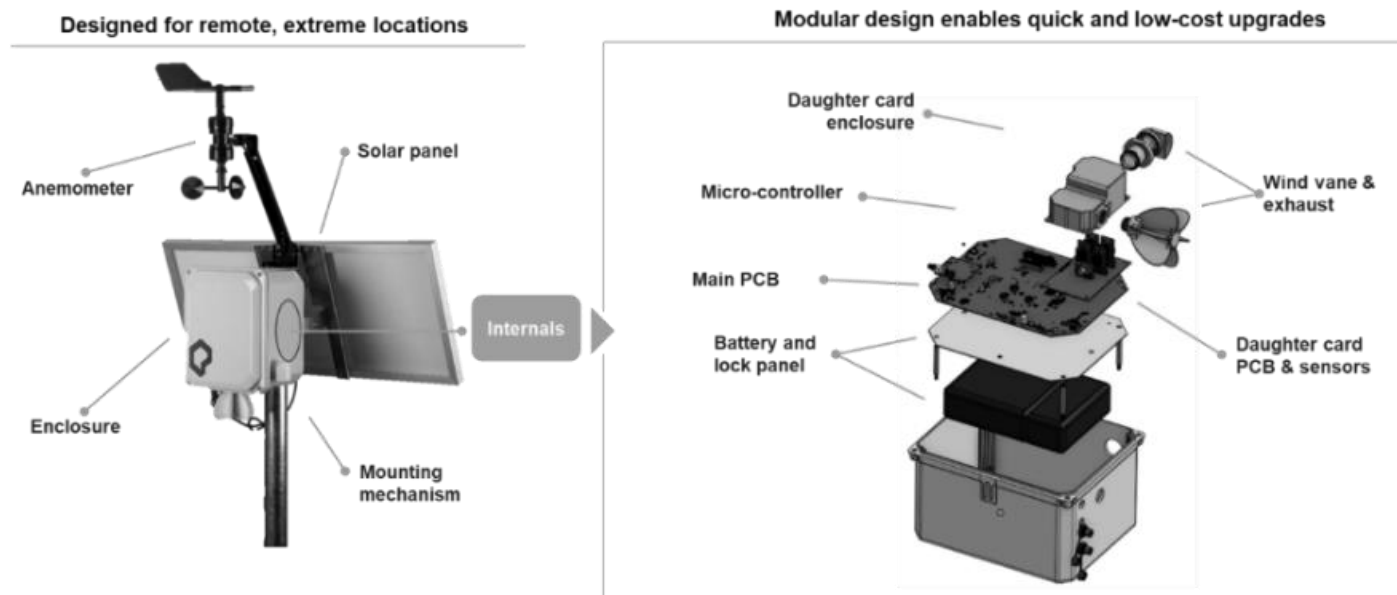 Designed for remote, extreme locations
Anemometer
Solar panel
Enclosure
Mounting
mechanism
Internals
Modular design enables quick and low-cost upgrades
Daughter card
enclosure
Micro-controller
Main PCB
Battery and
lock panel
Wind vane &
exhaust
Daughter card
PCB & sensors